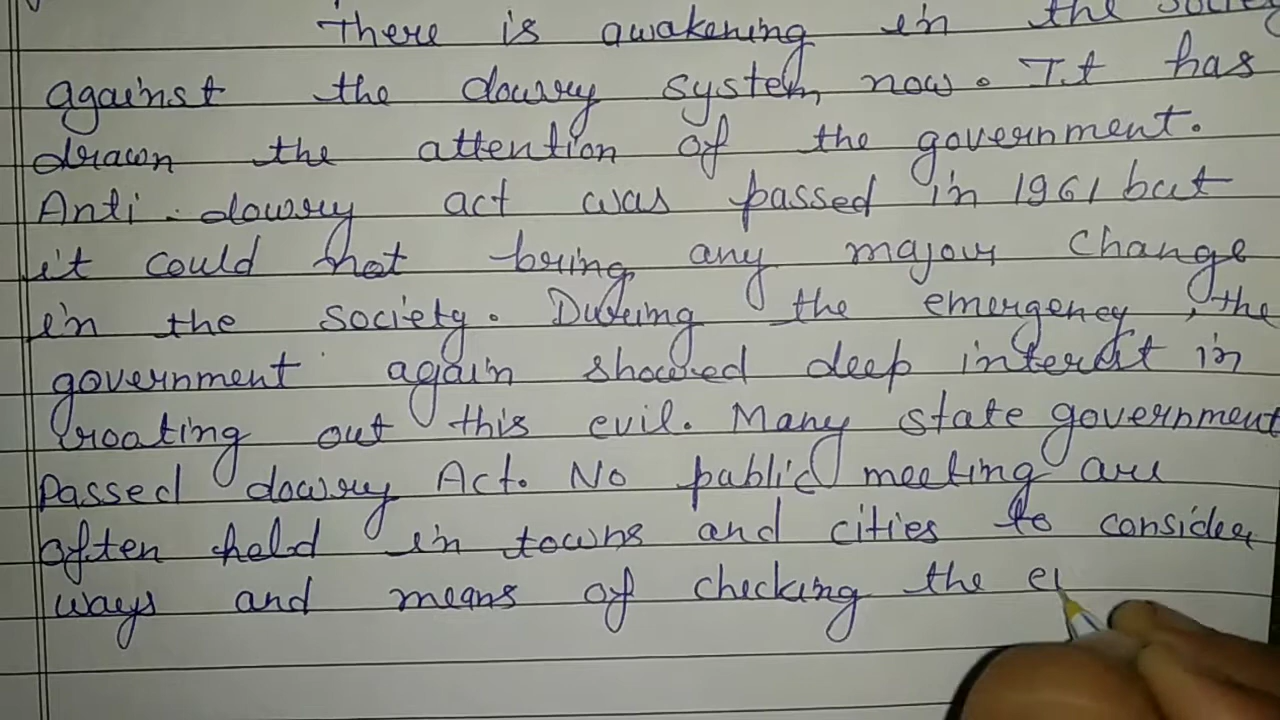 There is awakening in the society
against the dowry system now. It has
drawn the attention of the government.
Anti-dowry act was passed in 1961 but
it could not bring any major change
in the society. During the emergency, the
government again showed deep interest in
roating out this evil. Many state government
passed dowry Act. No public meeting are
often held in towns and cities to consider
ways and means of checking the